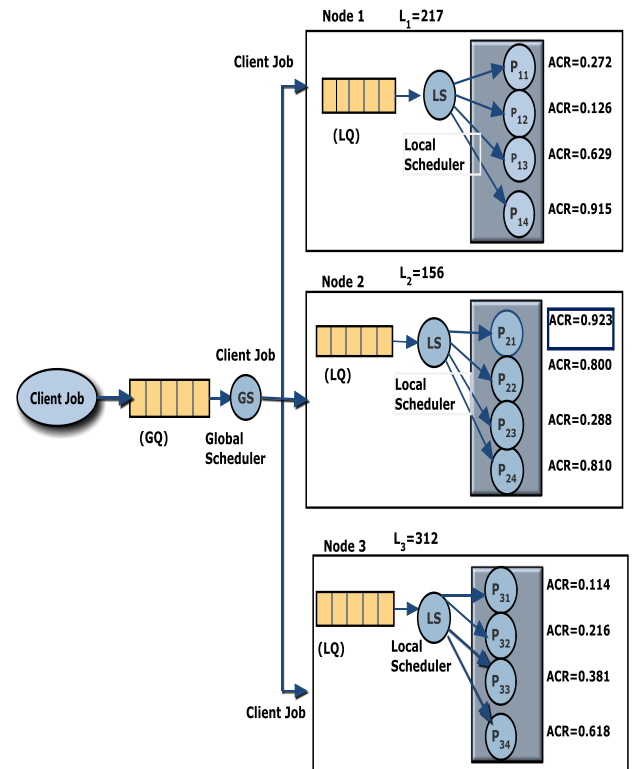 Node 1 L1=217
Client Job
(LQ)
LS
Local
Scheduler
P11 ACR=0.272
P12 ACR=0.126
P13 ACR=0.629
P14 ACR=0.915
Node 2 L2=156
(LQ)
LS
Local
Scheduler
P21 ACR=0.923
P22 ACR=0.800
P23 ACR=0.288
P24 ACR=0.810
Client Job
Client Job
(GQ)
GS
Global
Scheduler
Node 3 L3=312
(LQ)
LS
Local
Scheduler
P31 ACR=0.114
P32 ACR=0.216
P33 ACR=0.381
P34 ACR=0.618
Client Job